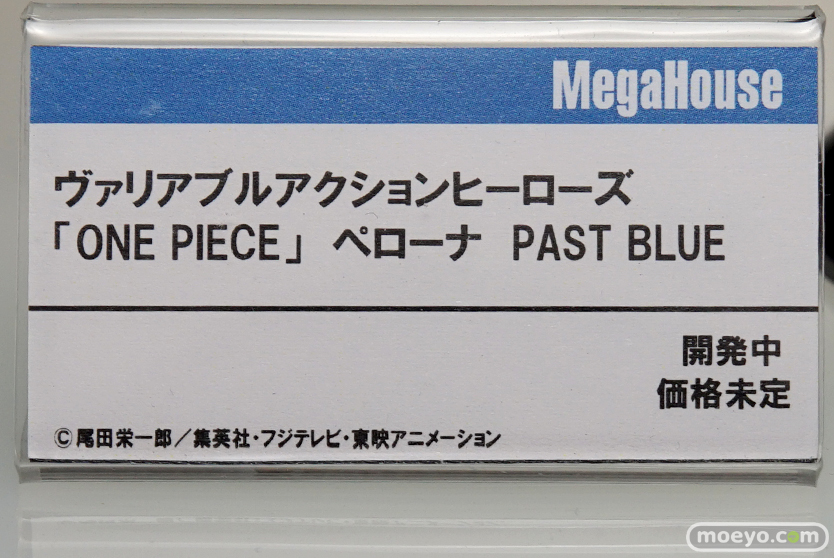 MegaHouse
ヴァリアブルアクションヒーローズ
「ONE PIECE」 ペローナ PAST BLUE
開発中
価格未定
©尾田栄一郎／集英社・フジテレビ・東映アニメーション
moeyo.com